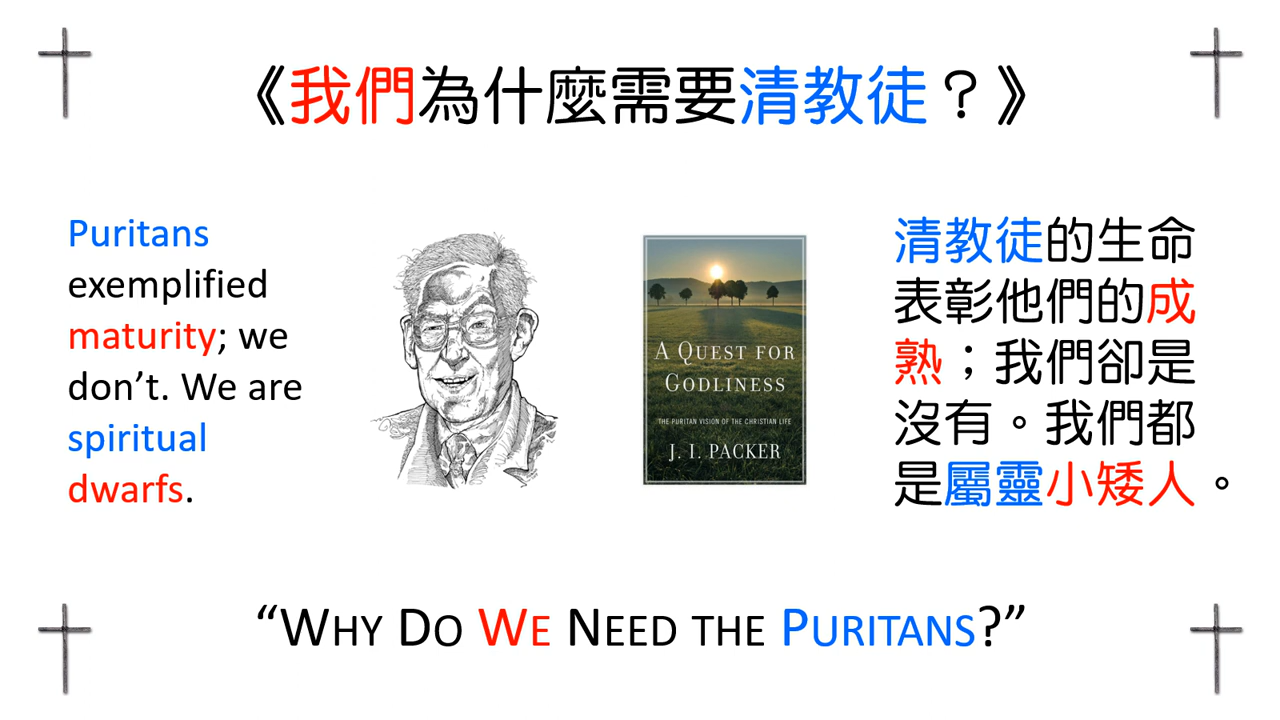 《我們為什麼需要清教徒？》
Puritans
exemplified
maturity; we
don’t. We are
spiritual
dwarfs.
A QUEST FOR
GODLINESS
THE PURITAN VISION OF THE CHRISTIAN LIFE
J. I. PACKER
清教徒的生命
表彰他們的成
熟；我們卻是
沒有。我們都
是屬靈小矮人。
“WHY DO WE NEED THE PURITANS?”